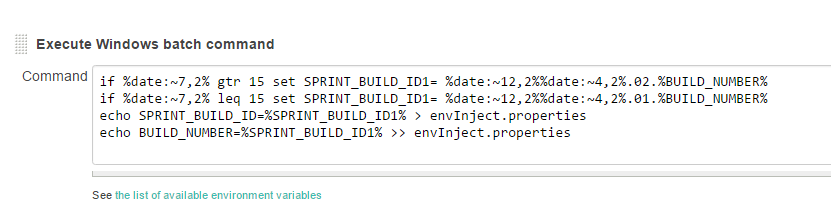 Execute Windows batch command
Command
if %date:~7,2% gtr 15 set SPRINT_BUILD_ID1= %date:~12,2%%date:~4,2%.02.%BUILD_NUMBER%
if %date:~7,2% leq 15 set SPRINT_BUILD_ID1= %date:~12,2%%date:~4,2%.01.%BUILD_NUMBER%
echo SPRINT_BUILD_ID=%SPRINT_BUILD_ID1% > envInject.properties
echo BUILD_NUMBER=%SPRINT_BUILD_ID1% >> envInject.properties
See the list of available environment variables